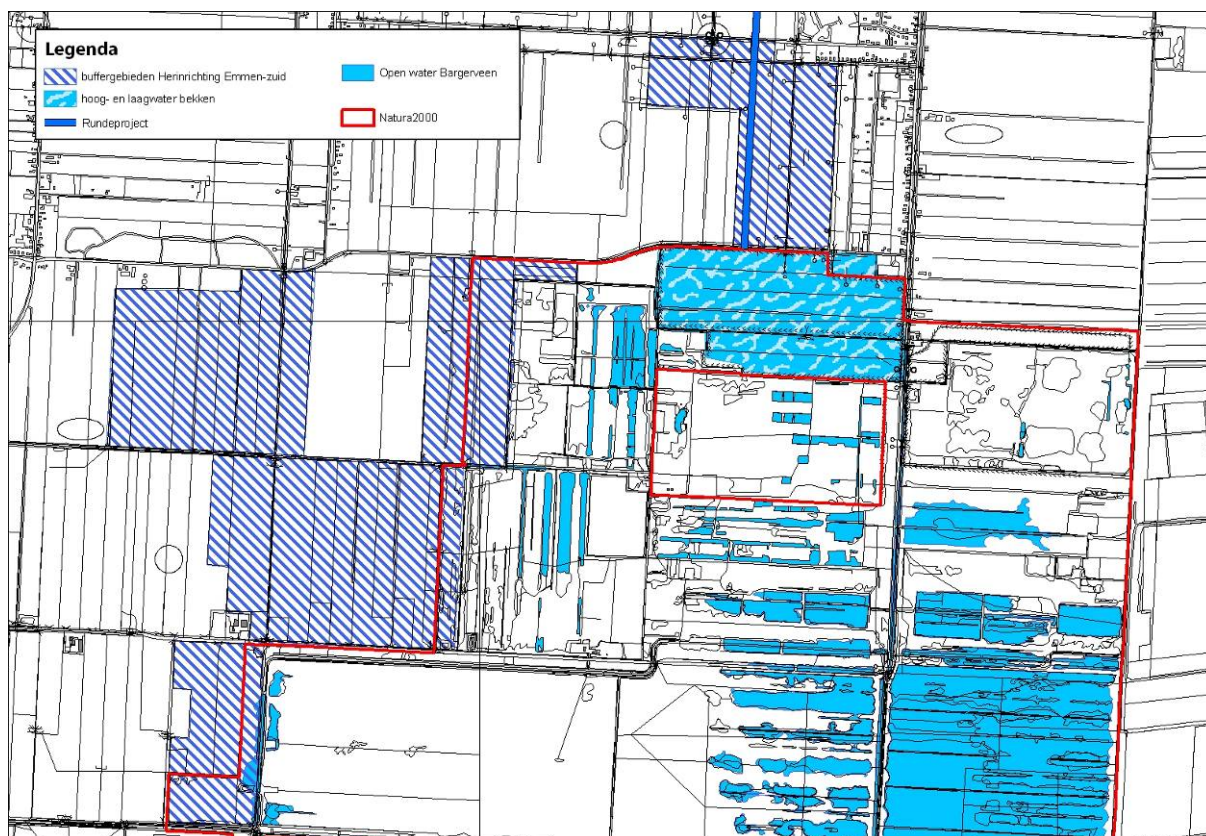 Legenda
buffergebieden Herinrichting Emmen-zuid
hoog- en laagwater bekken
Rundeproject
Open water Bargerveen
Natura2000